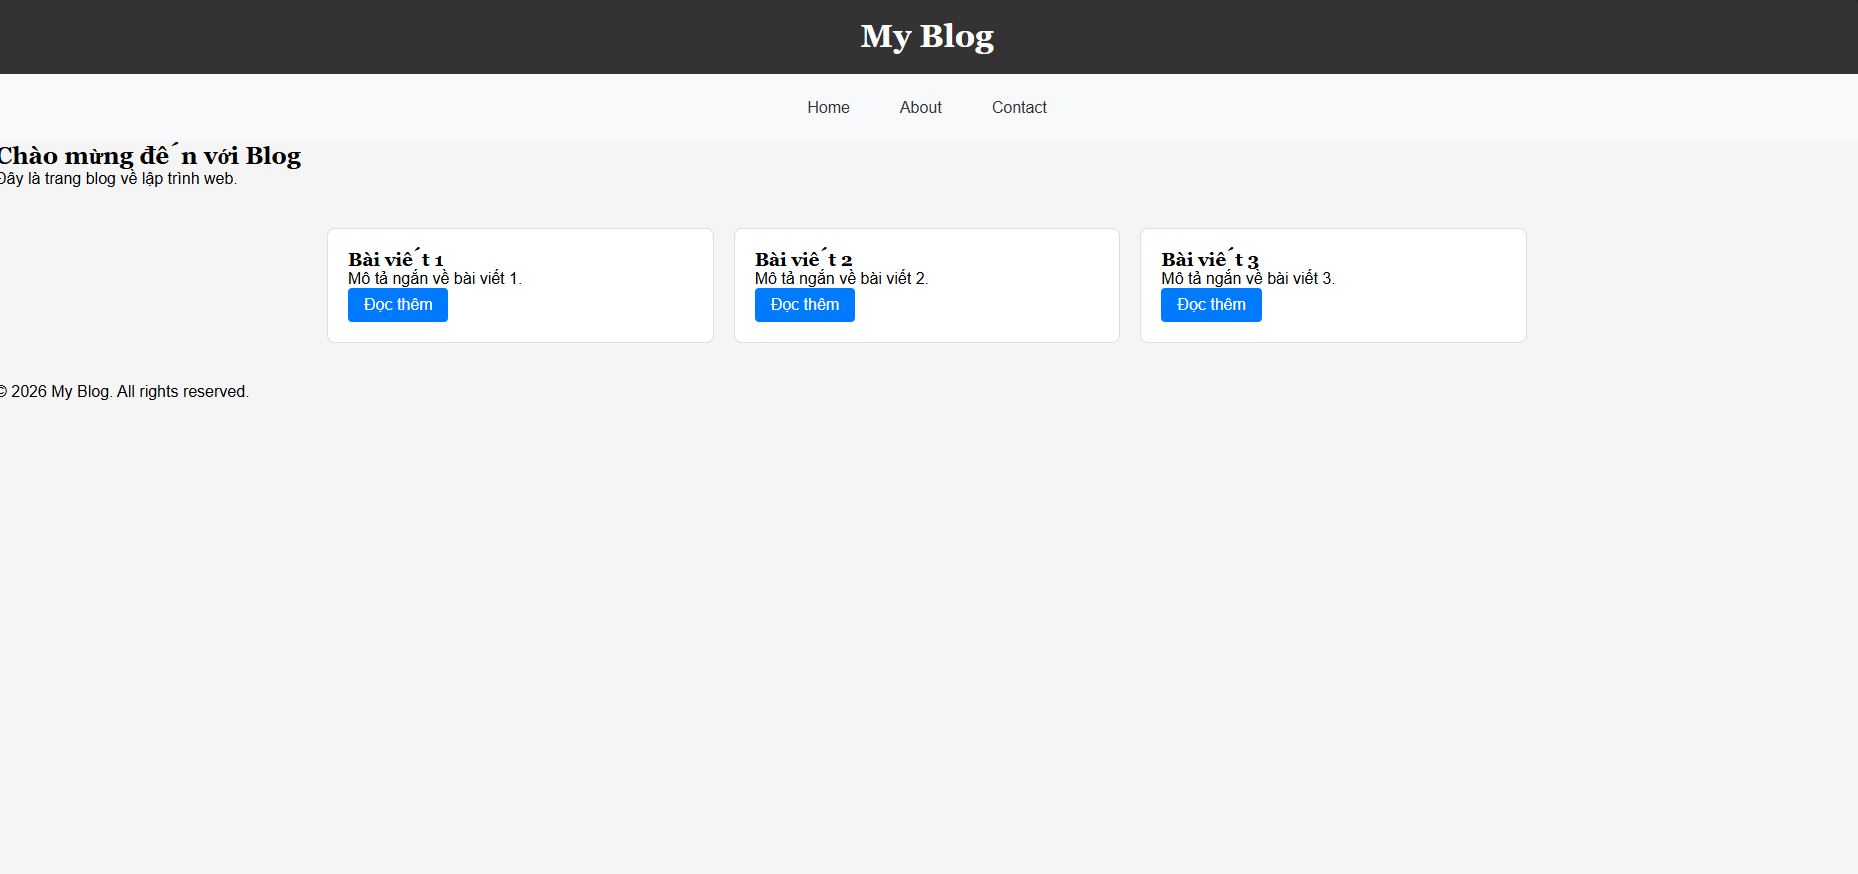 My Blog
Home About Contact
Chào mừng đến với Blog
Đây là trang blog về lập trình web.
Bài viết 1
Mô tả ngắn về bài viết 1.
Đọc thêm
Bài viết 2
Mô tả ngắn về bài viết 2.
Đọc thêm
Bài viết 3
Mô tả ngắn về bài viết 3.
Đọc thêm
© 2026 My Blog. All rights reserved.